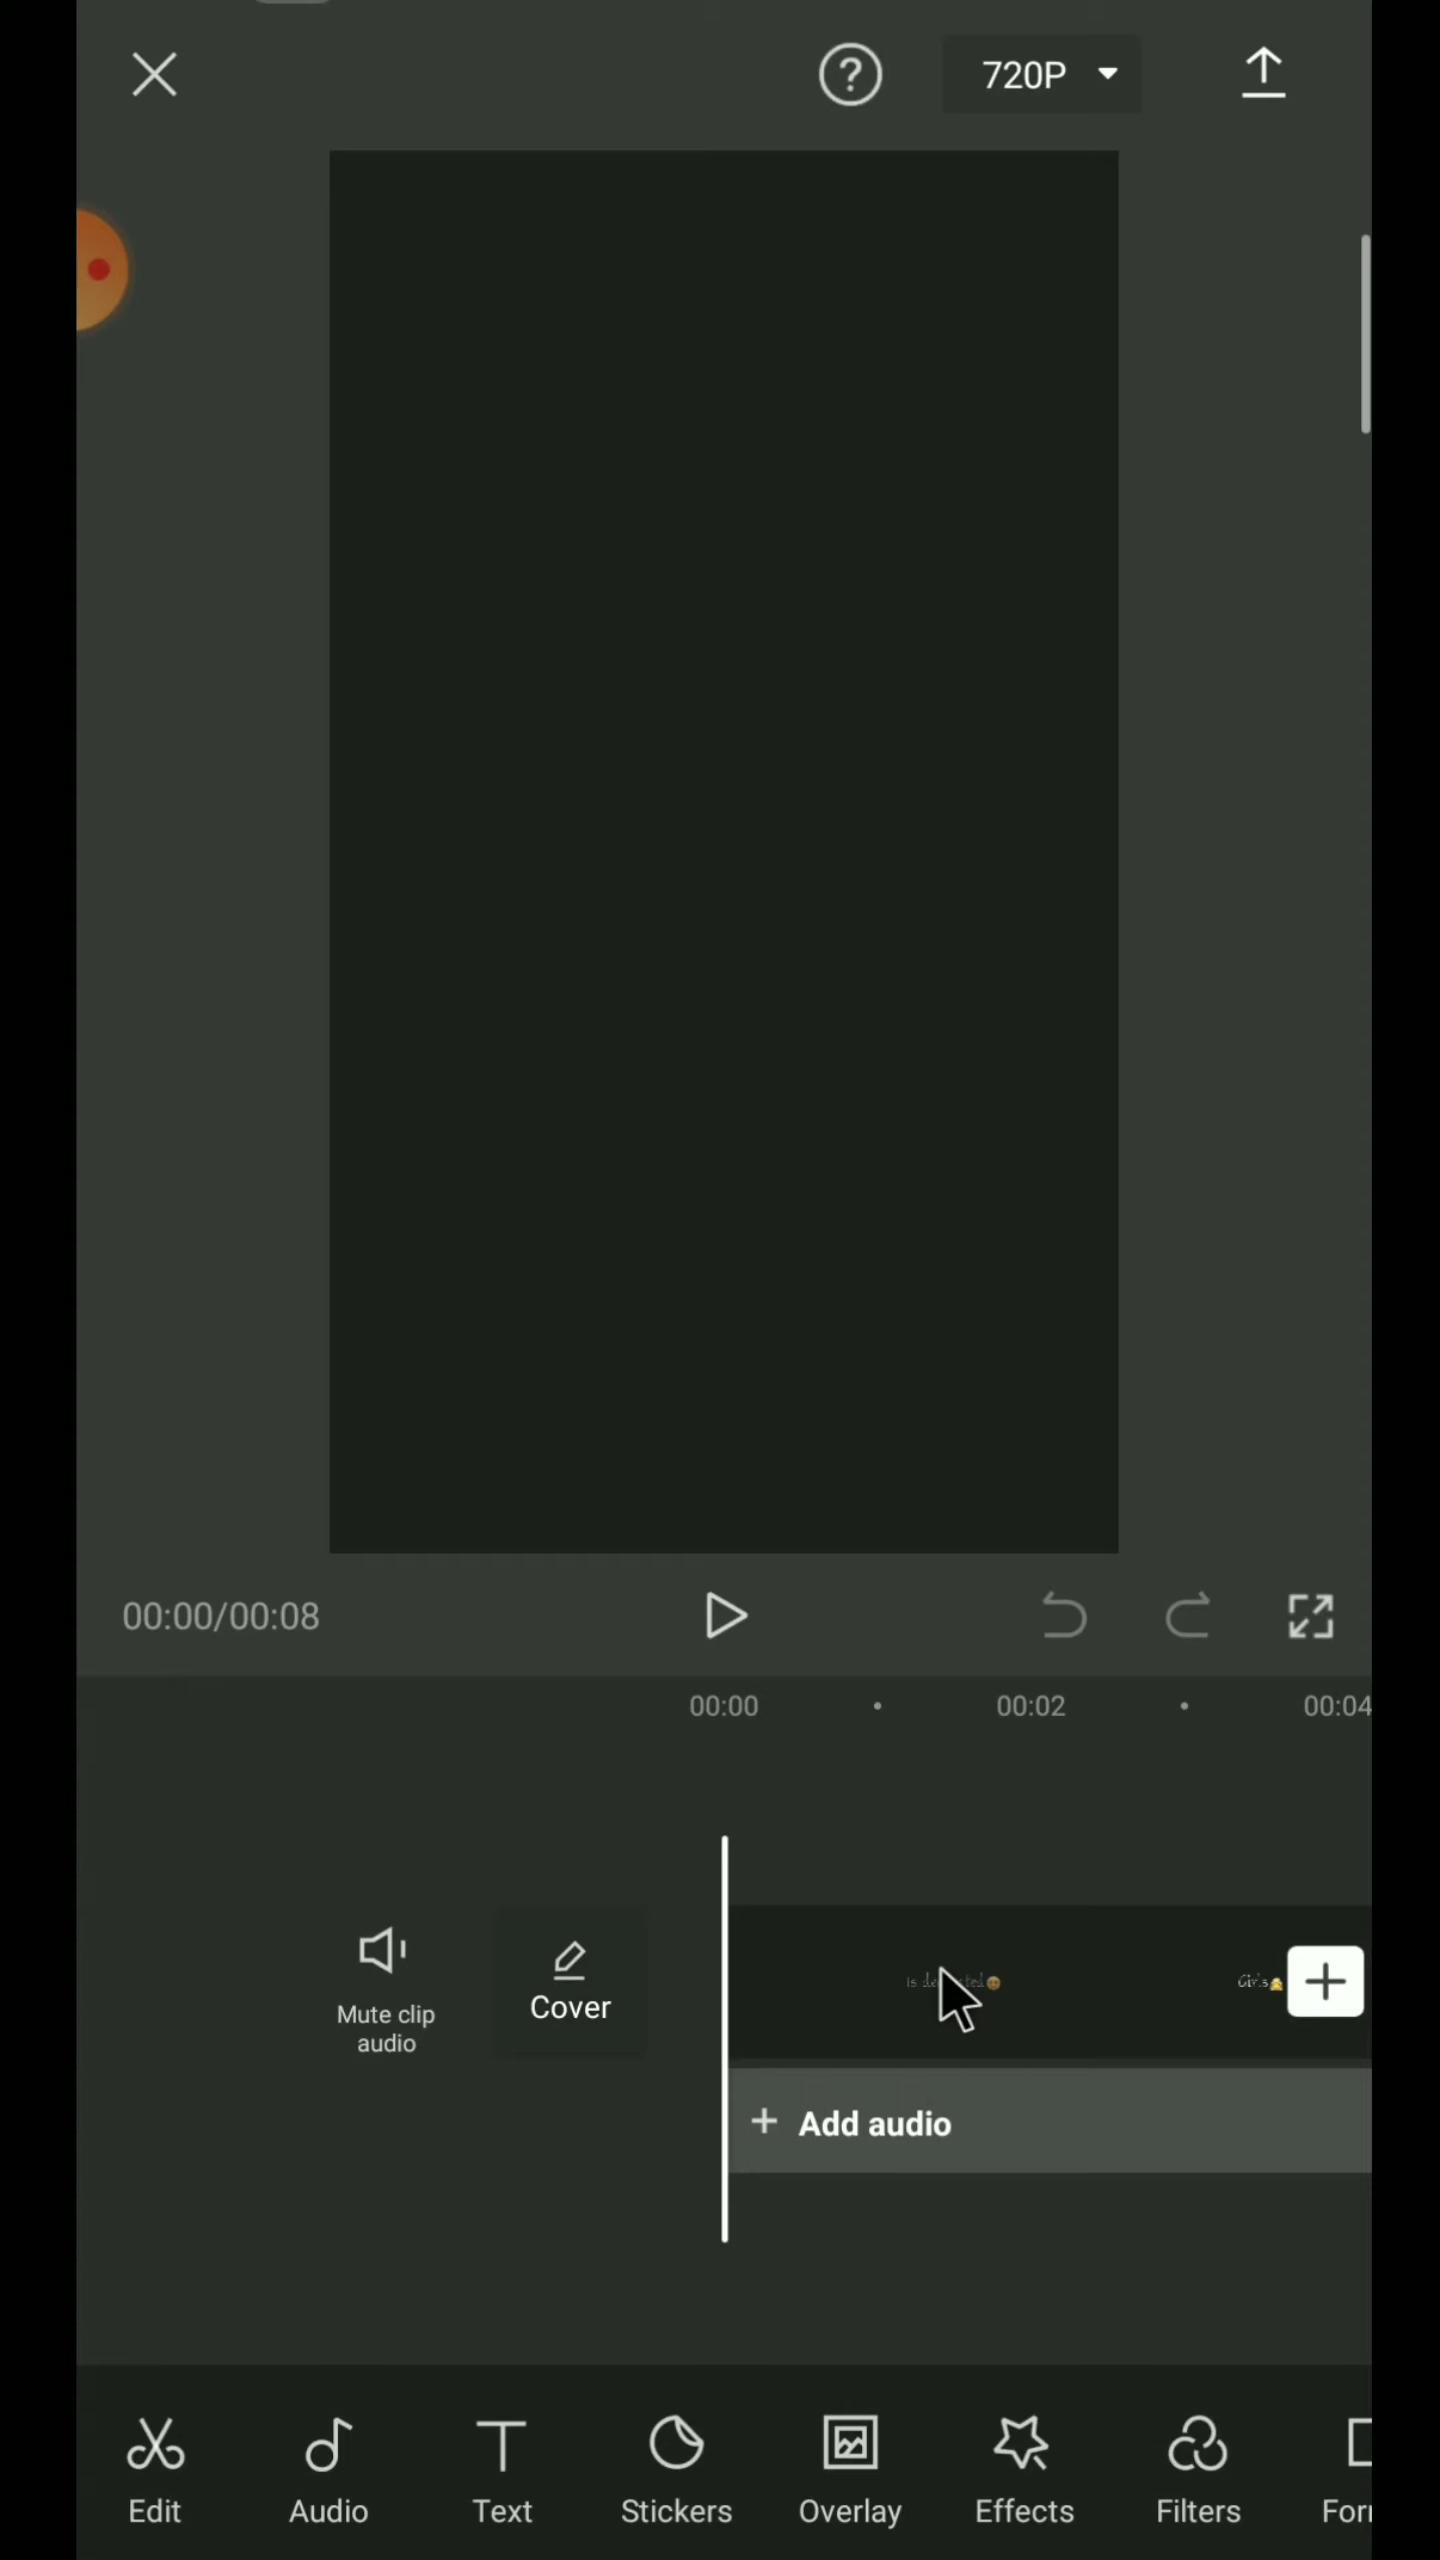 720P
00:00/00:08
00:00
00:02
00:04
Mute clip
audio
Cover
Girls
Add audio
Edit
Audio
Text
Stickers
Overlay
Effects
Filters